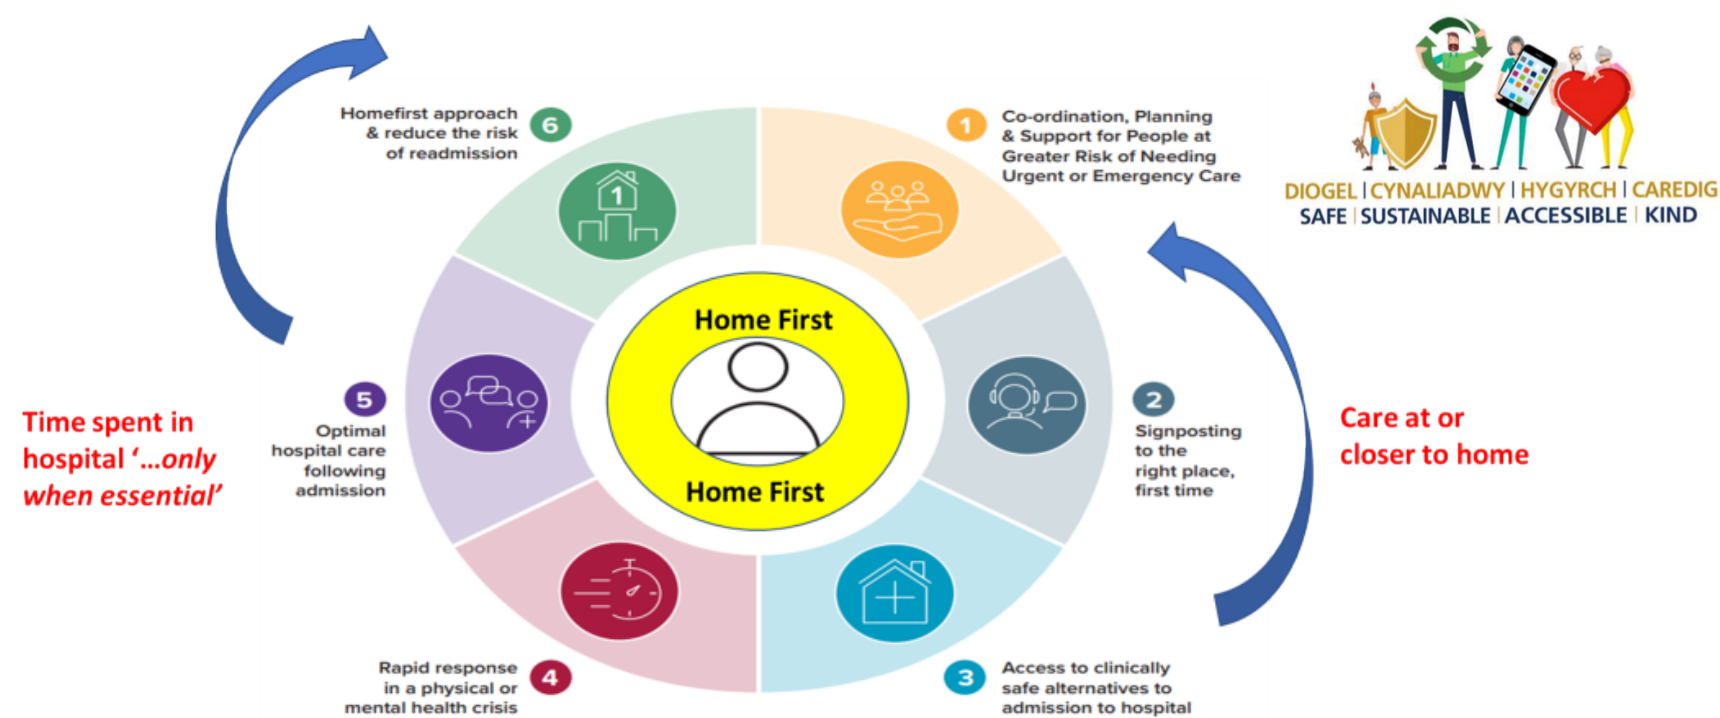 Homefirst approach
& reduce the risk
of readmission
6
1
1
Co-ordination, Planning
& Support for People at
Greater Risk of Needing
Urgent or Emergency Care
DIOGEL | CYNALIADWY | HYGYRCH | CAREDIG
SAFE | SUSTAINABLE | ACCESSIBLE | KIND
Home First
Home First
2
Signposting
to the
right place,
first time
Care at or
closer to home
3
Access to clinically
safe alternatives to
admission to hospital
4
Rapid response
in a physical or
mental health crisis
5
Optimal
hospital care
following
admission
Time spent in
hospital ‘…only
when essential’